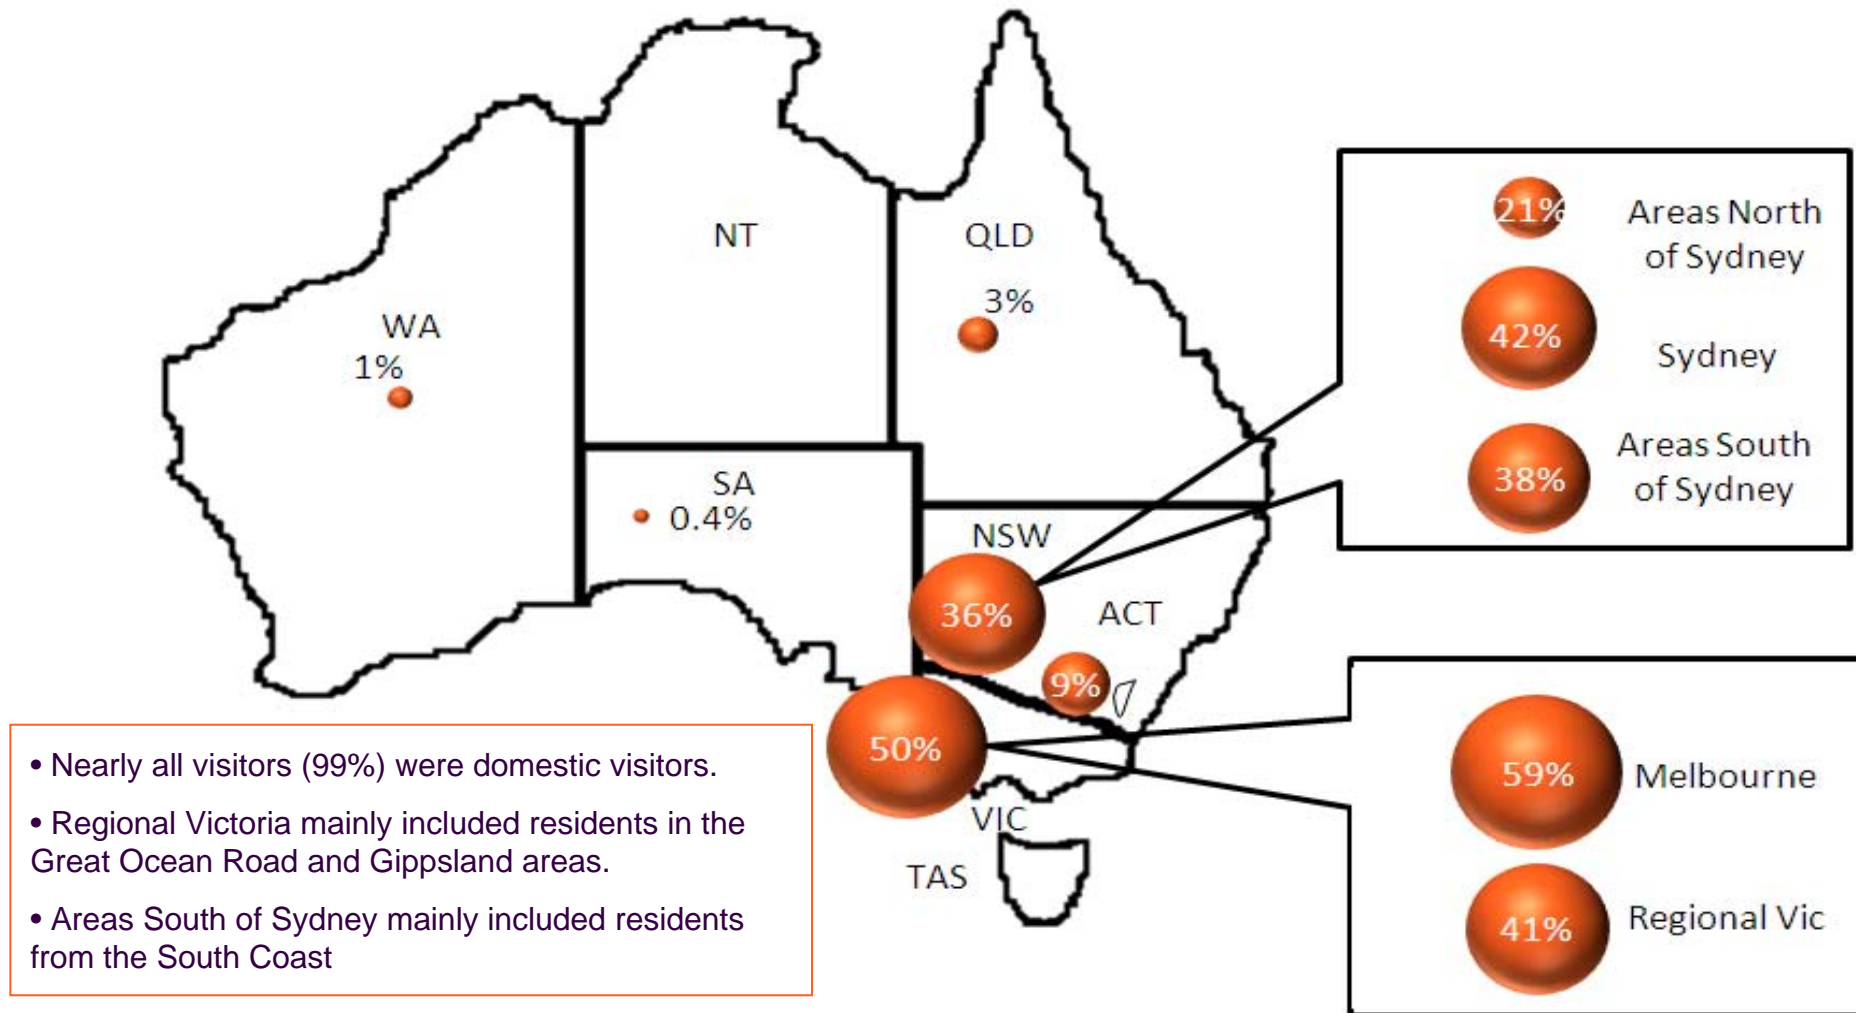 NT
QLD
3%
WA
1%
SA
0.4%
NSW
36%
ACT
9%
50%
VIC
TAS
21%
Areas North
of Sydney
42%
Sydney
38%
Areas South
of Sydney
59%
Melbourne
41%
Regional Vic
• Nearly all visitors (99%) were domestic visitors.
• Regional Victoria mainly included residents in the
Great Ocean Road and Gippsland areas.
• Areas South of Sydney mainly included residents
from the South Coast